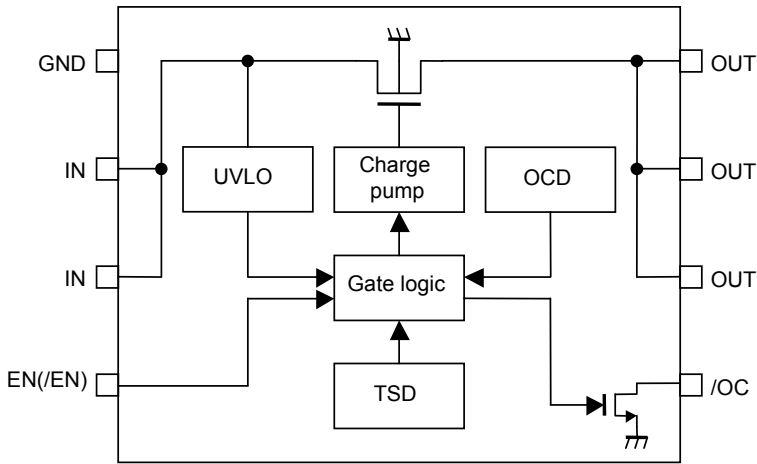 GND
OUT
IN
UVLO
Charge
pump
OCD
OUT
IN
Gate logic
OUT
EN(/EN)
TSD
/OC